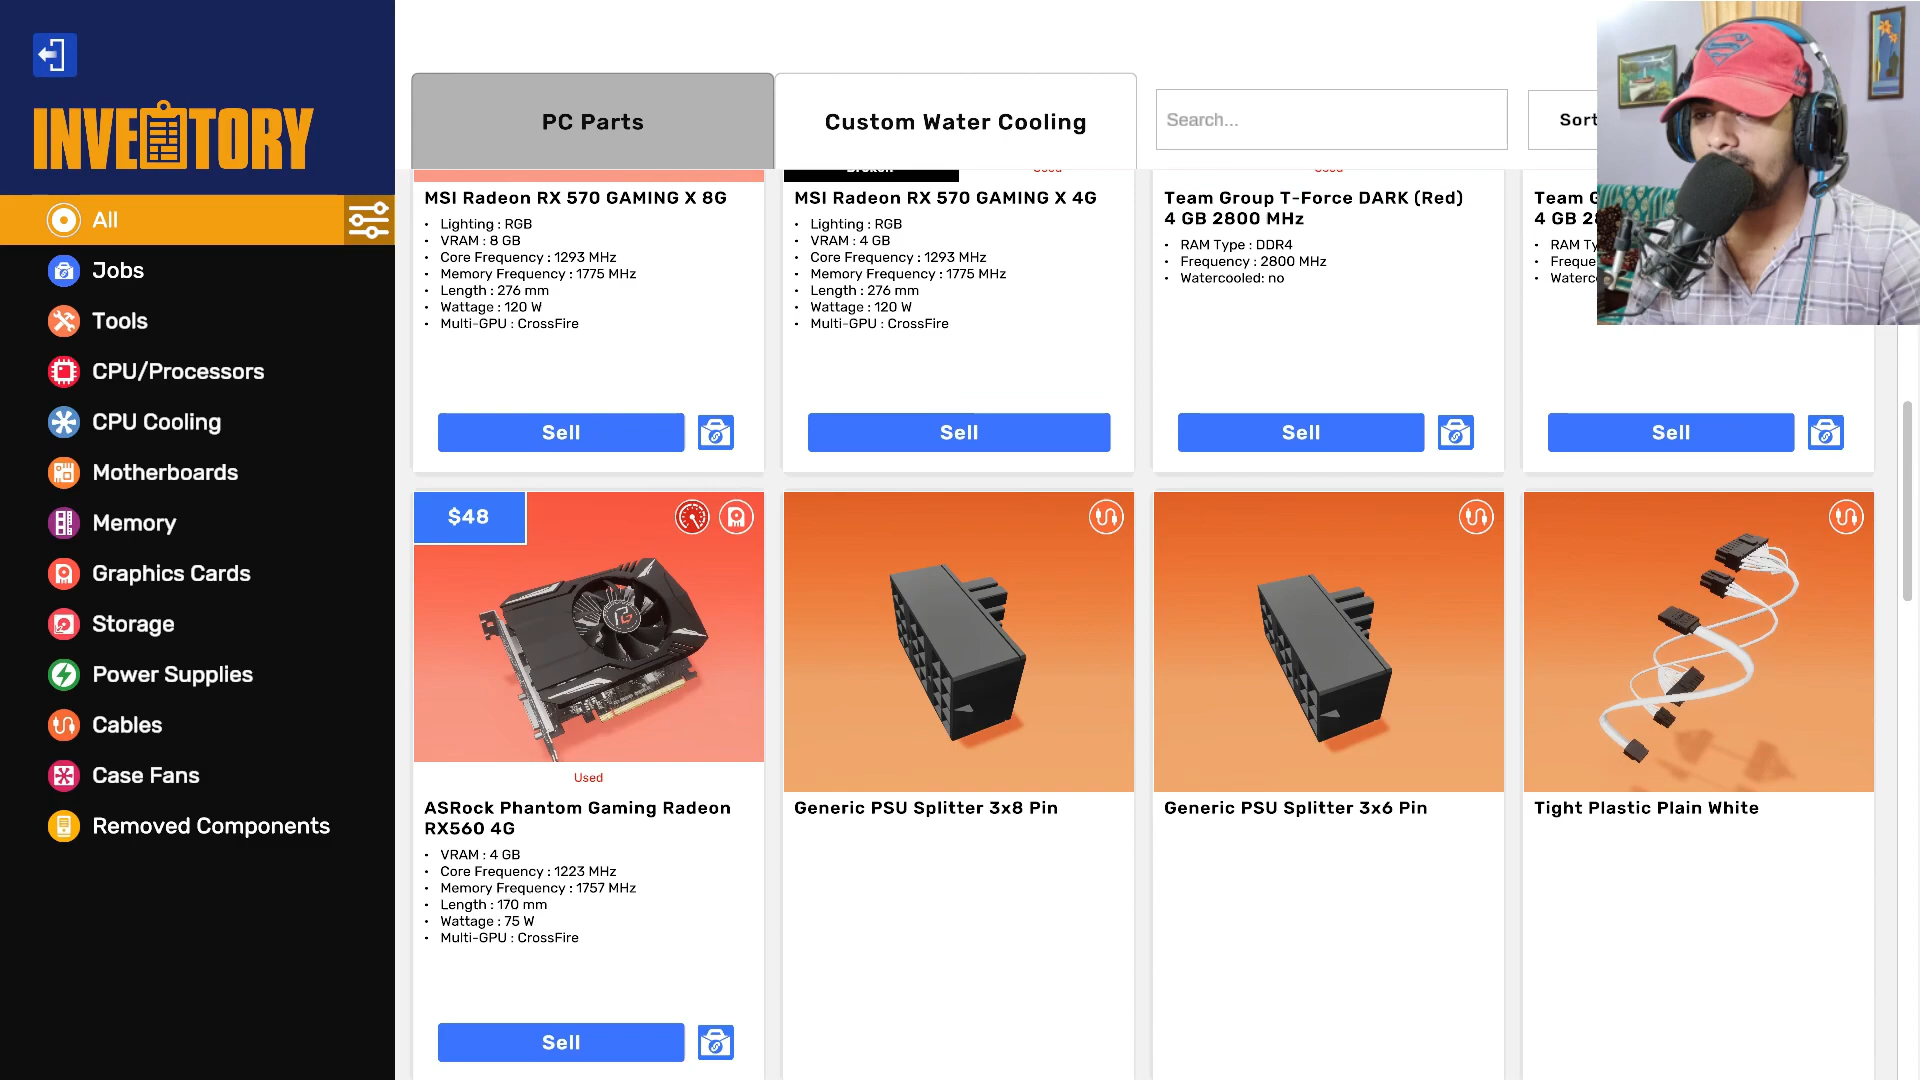 INVENTORY
All
Jobs
Tools
CPU/Processors
CPU Cooling
Motherboards
Memory
Graphics Cards
Storage
Power Supplies
Cables
Case Fans
Removed Components
PC Parts
Custom Water Cooling
Search...
Sort
Broken
Used
Used
MSI Radeon RX 570 GAMING X 8G
• Lighting : RGB
• VRAM : 8 GB
• Core Frequency : 1293 MHz
• Memory Frequency : 1775 MHz
• Length : 276 mm
• Wattage : 120 W
• Multi-GPU : CrossFire
Sell
MSI Radeon RX 570 GAMING X 4G
• Lighting : RGB
• VRAM : 4 GB
• Core Frequency : 1293 MHz
• Memory Frequency : 1775 MHz
• Length : 276 mm
• Wattage : 120 W
• Multi-GPU : CrossFire
Sell
Team Group T-Force DARK (Red)
4 GB 2800 MHz
• RAM Type : DDR4
• Frequency : 2800 MHz
• Watercooled: no
Sell
Team
4 GB
• RAM
Sell
$48
Used
ASRock Phantom Gaming Radeon
RX560 4G
• VRAM : 4 GB
• Core Frequency : 1223 MHz
• Memory Frequency : 1757 MHz
• Length : 170 mm
• Wattage : 75 W
• Multi-GPU : CrossFire
Sell
Generic PSU Splitter 3x8 Pin
Generic PSU Splitter 3x6 Pin
Tight Plastic Plain White